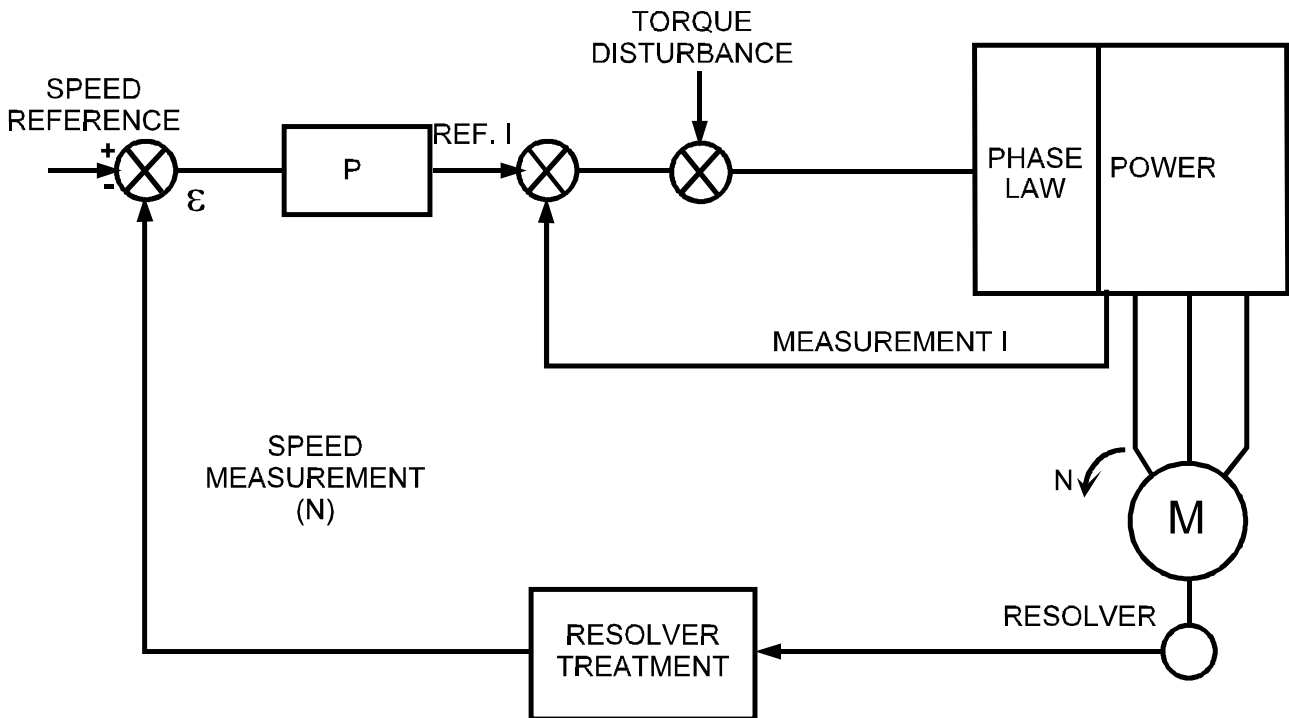 TORQUE
DISTURBANCE
SPEED
REFERENCE
+
-
ε
P
REF. I
PHASE
LAW
POWER
MEASUREMENT I
SPEED
MEASUREMENT
(N)
N
M
RESOLVER
RESOLVER
TREATMENT